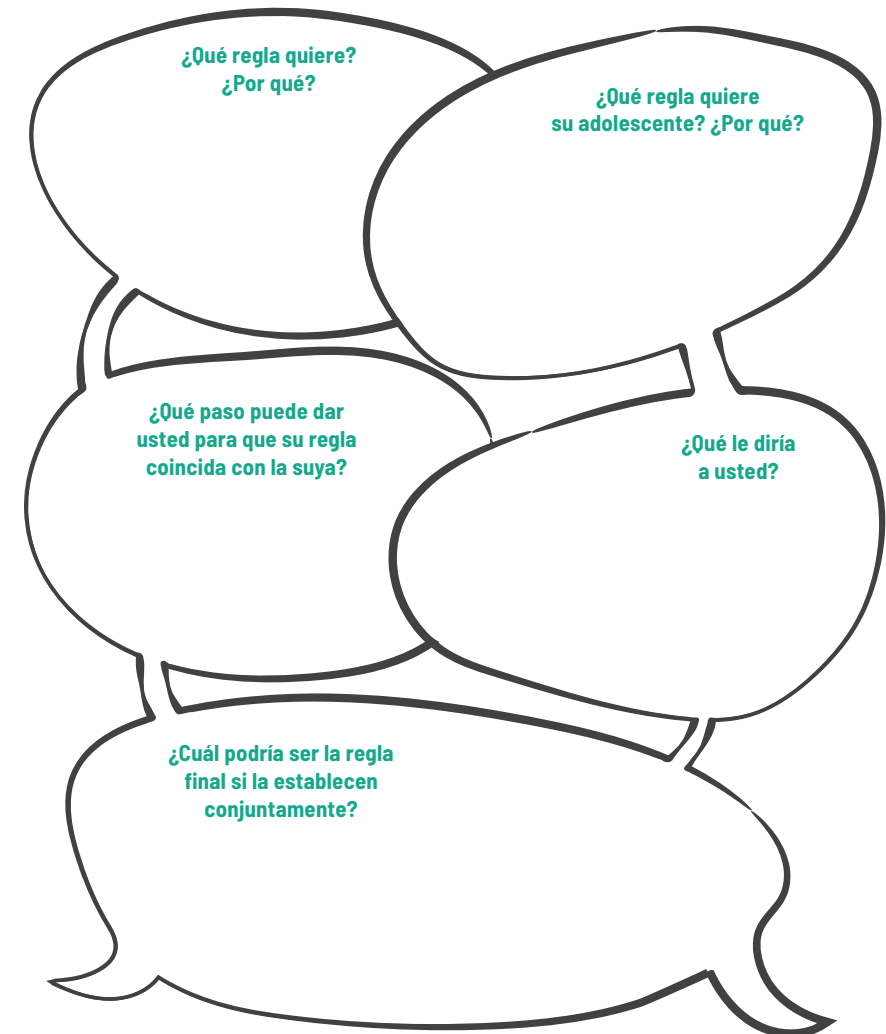 ¿Qué regla quiere?
¿Por qué?
¿Qué regla quiere
su adolescente? ¿Por qué?
¿Qué paso puede dar
usted para que su regla
coincida con la suya?
¿Qué le diría
a usted?
¿Cuál podría ser la regla
final si la establecen
conjuntamente?